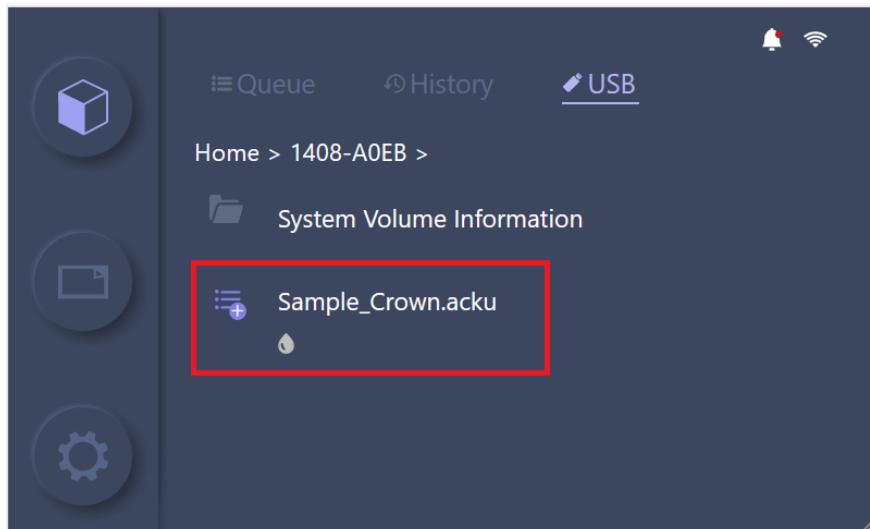 Queue History USB
Home > 1408-A0EB >
System Volume Information
Sample_Crown.acku